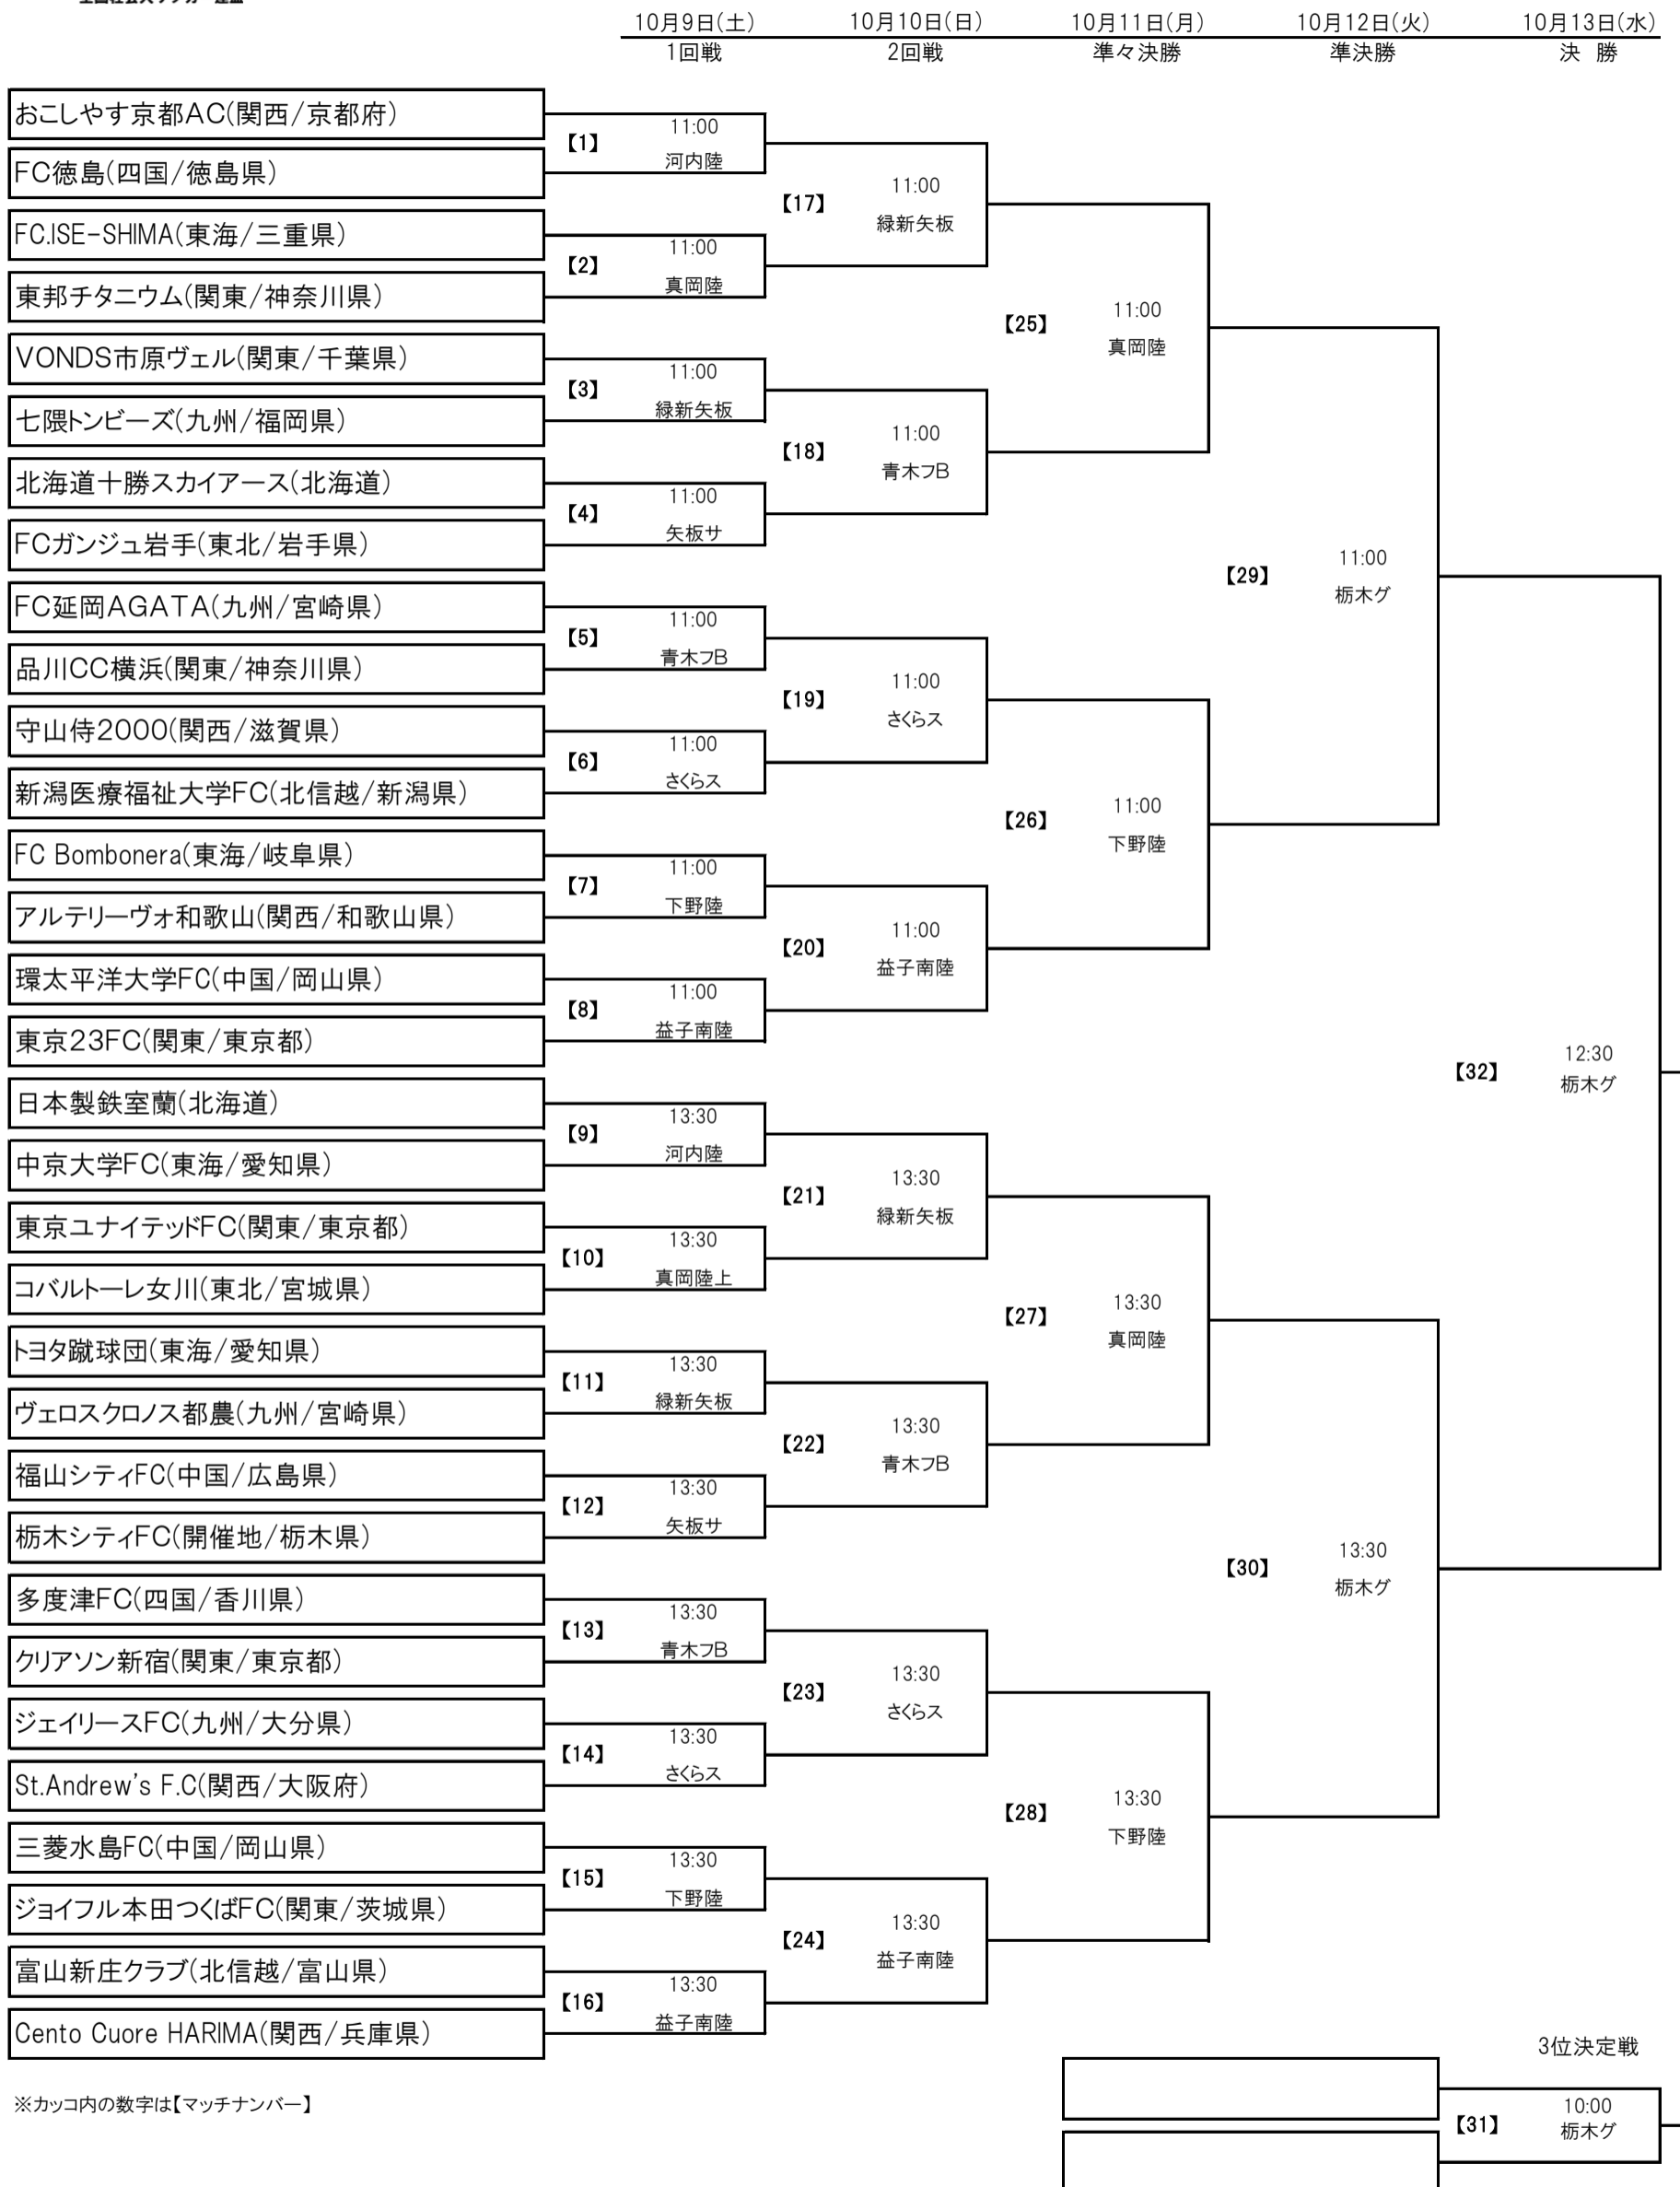 10月9日(土) 10月10日(日) 10月11日(月) 10月12日(火) 10月13日(水)
1回戦 2回戦 準々決勝 準決勝 決 勝
おこしやす京都AC(関西/京都府)
【1】 11:00
河内陸
FC徳島(四国/徳島県)
【17】 11:00
緑新矢板
FC.ISE-SHIMA(東海/三重県)
【2】 11:00
真岡陸
東邦チタニウム(関東/神奈川県)
【25】 11:00
真岡陸
VONDS市原ヴェル(関東/千葉県)
【3】 11:00
緑新矢板
七隈トンビーズ(九州/福岡県)
【18】 11:00
青木フB
北海道十勝スカイアース(北海道)
【4】 11:00
矢板サ
FCガンジュ岩手(東北/岩手県)
【29】 11:00
栃木グ
FC延岡AGATA(九州/宮崎県)
【5】 11:00
青木フB
品川CC横浜(関東/神奈川県)
【19】 11:00
さくらス
守山侍2000(関西/滋賀県)
【6】 11:00
さくらス
新潟医療福祉大学FC(北信越/新潟県)
【26】 11:00
下野陸
FC Bombonera(東海/岐阜県)
【7】 11:00
下野陸
アルテリーヴォ和歌山(関西/和歌山県)
【20】 11:00
益子南陸
環太平洋大学FC(中国/岡山県)
【8】 11:00
益子南陸
東京23FC(関東/東京都)
【32】 12:30
栃木グ
日本製鉄室蘭(北海道)
【9】 13:30
河内陸
中京大学FC(東海/愛知県)
【21】 13:30
緑新矢板
東京ユナイテッドFC(関東/東京都)
【10】 13:30
真岡陸上
コバルトーレ女川(東北/宮城県)
【27】 13:30
真岡陸
トヨタ蹴球団(東海/愛知県)
【11】 13:30
緑新矢板
ヴェロスクロノス都農(九州/宮崎県)
【22】 13:30
青木フB
福山シティFC(中国/広島県)
【12】 13:30
矢板サ
栃木シティFC(開催地/栃木県)
【30】 13:30
栃木グ
多度津FC(四国/香川県)
【13】 13:30
青木フB
クリアソン新宿(関東/東京都)
【23】 13:30
さくらス
ジェイリースFC(九州/大分県)
【14】 13:30
さくらス
St.Andrew's F.C(関西/大阪府)
【28】 13:30
下野陸
三菱水島FC(中国/岡山県)
【15】 13:30
下野陸
ジョイフル本田つくばFC(関東/茨城県)
【24】 13:30
益子南陸
富山新庄クラブ(北信越/富山県)
【16】 13:30
益子南陸
Cento Cuore HARIMA(関西/兵庫県)
3位決定戦
【31】 10:00
栃木グ
※カッコ内の数字は【マッチナンバー】